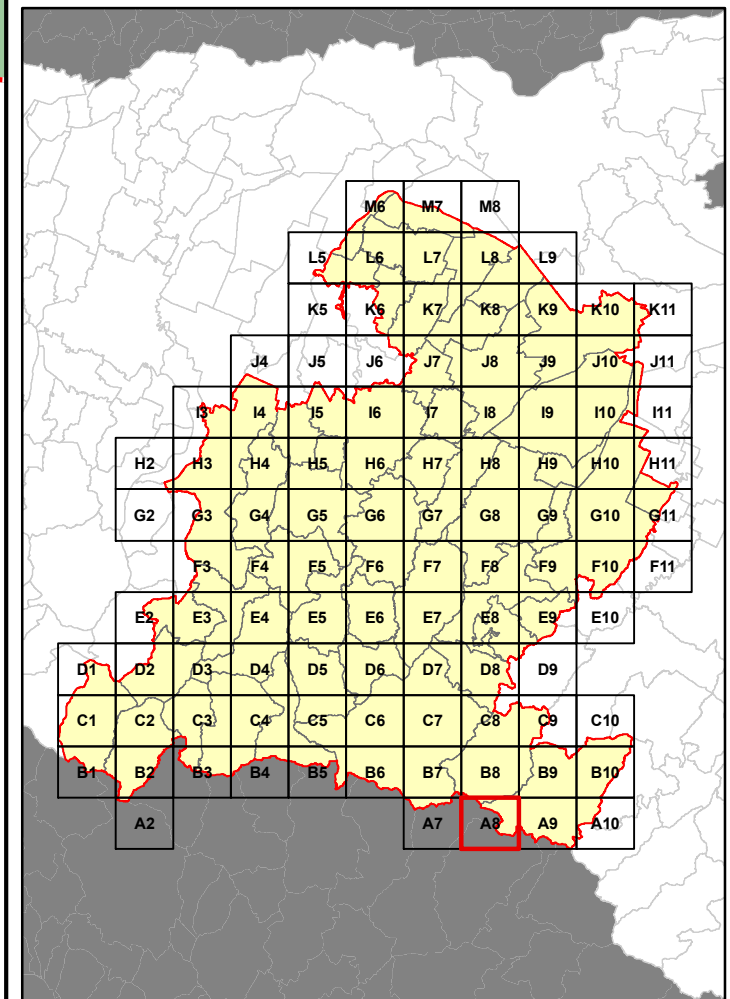 M6 M7 M8
L5 L6 L7 L8 L9
K5 K6 K7 K8 K9 K10 K11
J4 J5 J6 J7 J8 J9 J10 J11
I3 I4 I5 I6 I7 I8 I9 I10 I11
H2 H3 H4 H5 H6 H7 H8 H9 H10 H11
G2 G3 G4 G5 G6 G7 G8 G9 G10 G11
F3 F4 F5 F6 F7 F8 F9 F10 F11
E2 E3 E4 E5 E6 E7 E8 E9 E10
D1 D2 D3 D4 D5 D6 D7 D8 D9
C1 C2 C3 C4 C5 C6 C7 C8 C9 C10
B1 B2 B3 B4 B5 B6 B7 B8 B9 B10
A2 A7 A8 A9 A10